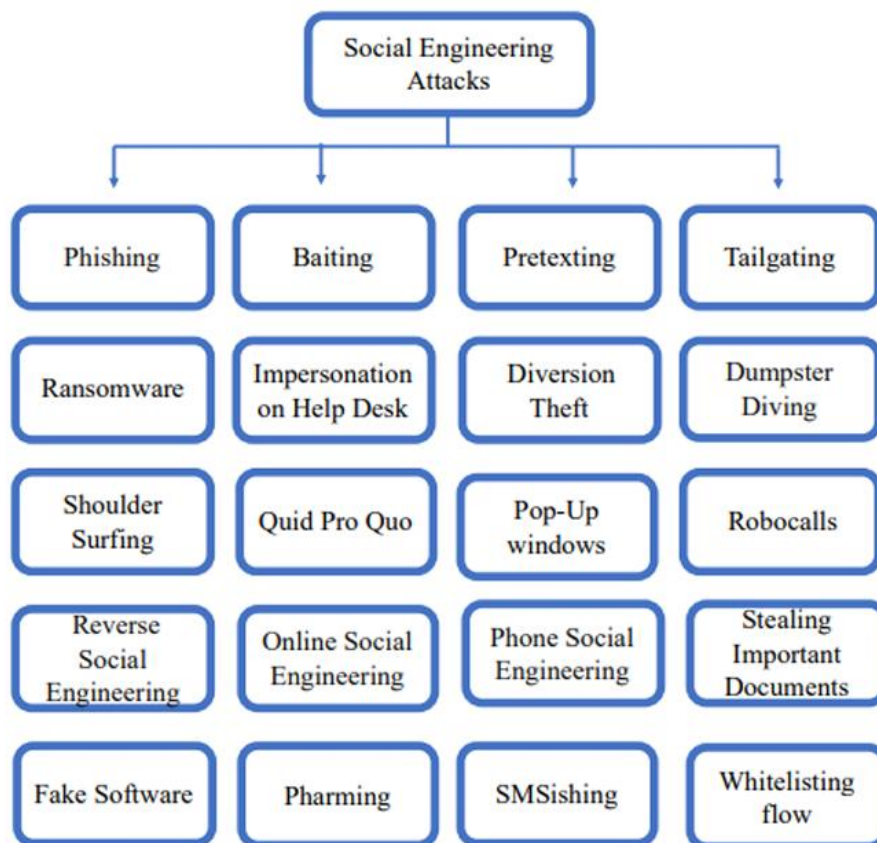 Social Engineering
Attacks
Phishing
Baiting
Pretexting
Tailgating
Ransomware
Impersonation
on Help Desk
Diversion
Theft
Dumpster
Diving
Shoulder
Surfing
Quid Pro Quo
Pop-Up
windows
Robocalls
Reverse
Social
Engineering
Online Social
Engineering
Phone Social
Engineering
Stealing
Important
Documents
Fake Software
Pharming
SMSishing
Whitelisting
flow